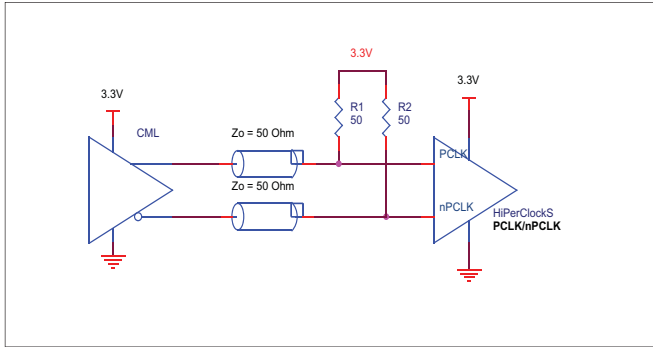 3.3V
3.3V
3.3V
CML
R1
50
R2
50
Zo = 50 Ohm
PCLK
Zo = 50 Ohm
nPCLK
HiPerClockS
PCLK/nPCLK